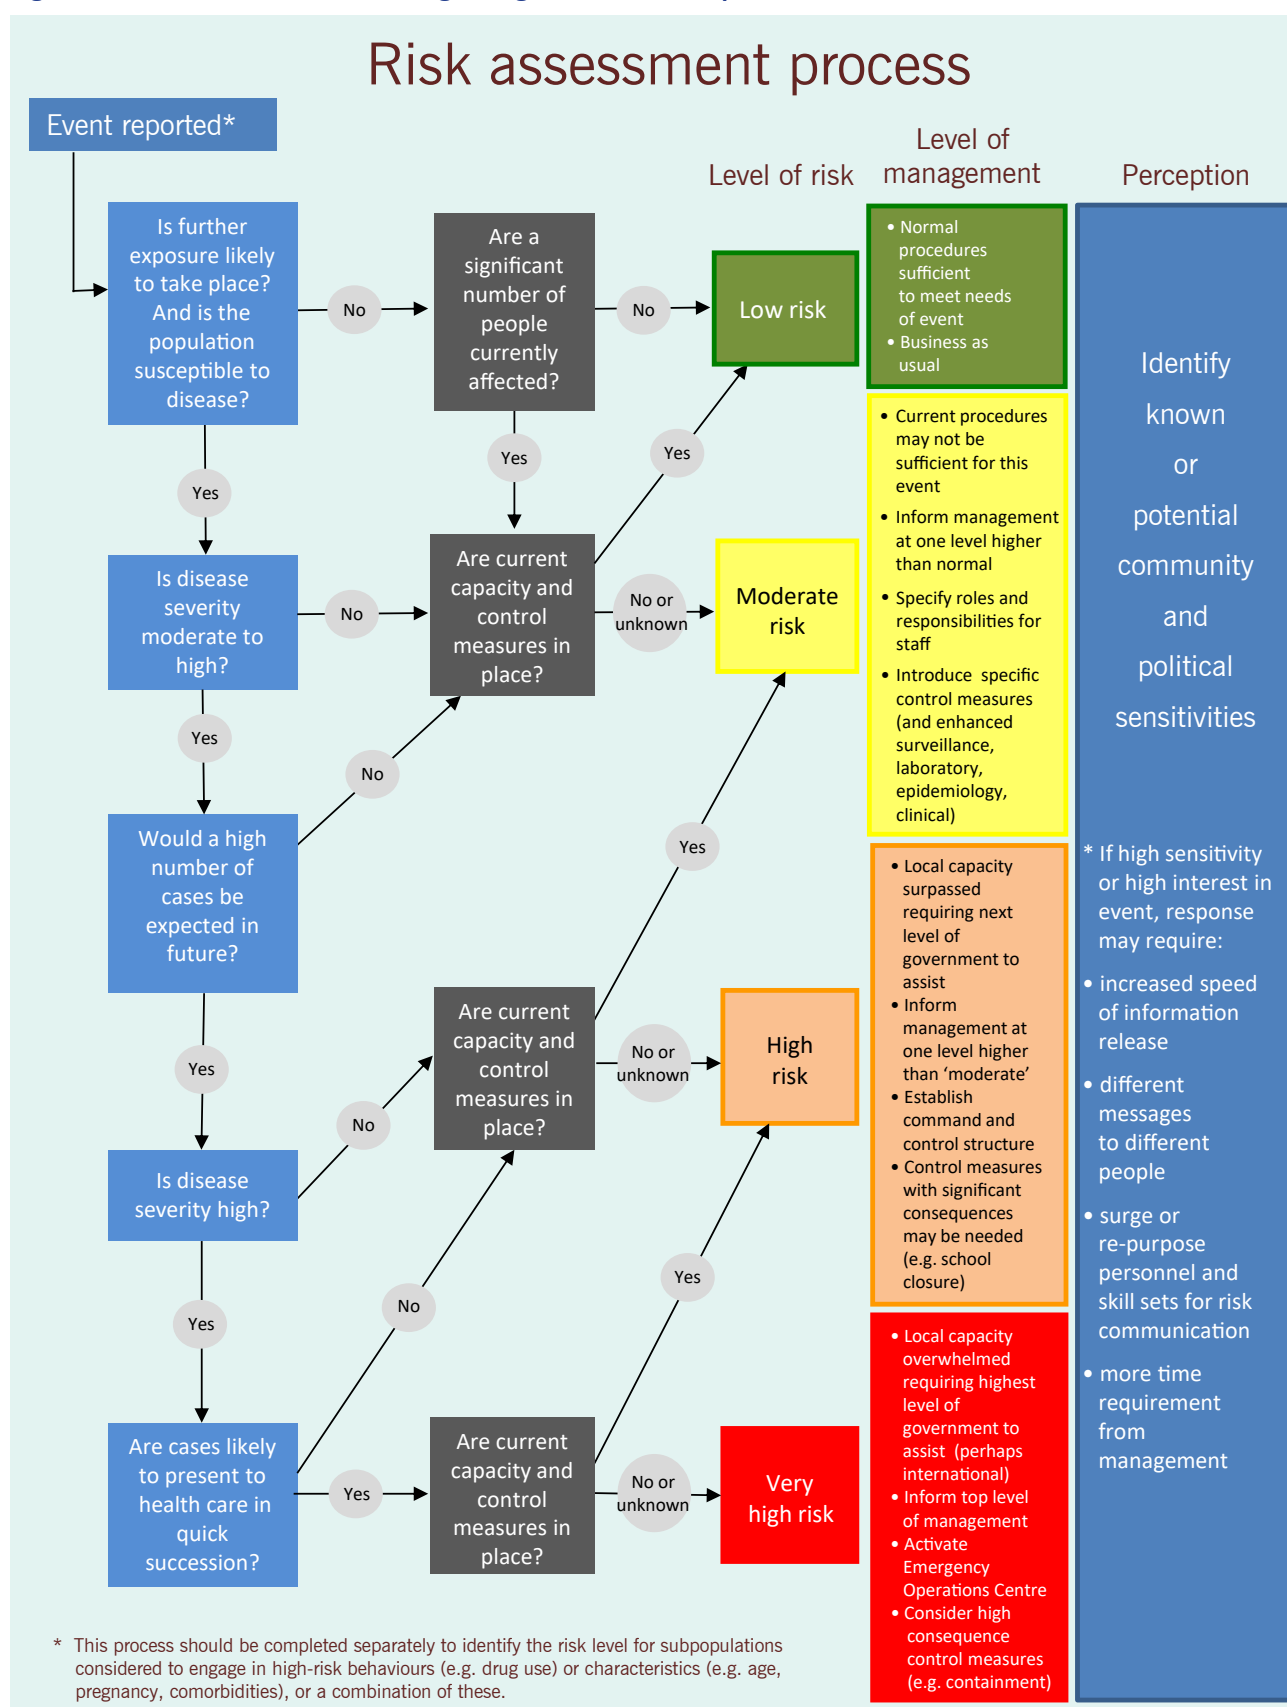 Risk assessment process
Event reported*
Level of risk
Level of
management
Perception
Is further
exposure likely
to take place?
And is the
population
susceptible to
disease?
No
Are a
significant
number of
people
currently
affected?
No
Low risk
• Normal
procedures
sufficient
to meet needs
of event
• Business as
usual
Yes
Yes
Yes
Is disease
severity
moderate to
high?
No
Are current
capacity and
control
measures in
place?
No or
unknown
Moderate
risk
• Current procedures
may not be
sufficient for this
event
• Inform management
at one level higher
than normal
• Specify roles and
responsibilities for
staff
• Introduce specific
control measures
(and enhanced
surveillance,
laboratory,
epidemiology,
clinical)
Yes
No
Would a high
number of
cases be
expected in
future?
Yes
Yes
No
Are current
capacity and
control
measures in
place?
No or
unknown
High
risk
• Local capacity
surpassed
requiring next
level of
government to
assist
• Inform
management at
one level higher
than ‘moderate’
• Establish
command and
control structure
• Control measures
with significant
consequences
may be needed
(e.g. school
closure)
Is disease
severity high?
Yes
No
Yes
Are cases likely
to present to
health care in
quick
succession?
Yes
Are current
capacity and
control
measures in
place?
No or
unknown
Very
high risk
• Local capacity
overwhelmed
requiring highest
level of
government to
assist (perhaps
international)
• Inform top level
of management
• Activate
Emergency
Operations Centre
• Consider high
consequence
control measures
(e.g. containment)
Identify
known
or
potential
community
and
political
sensitivities
* If high sensitivity
or high interest in
event, response
may require:
• increased speed
of information
release
• different
messages
to different
people
• surge or
re-purpose
personnel and
skill sets for risk
communication
• more time
requirement
from
management
* This process should be completed separately to identify the risk level for subpopulations
considered to engage in high-risk behaviours (e.g. drug use) or characteristics (e.g. age,
pregnancy, comorbidities), or a combination of these.